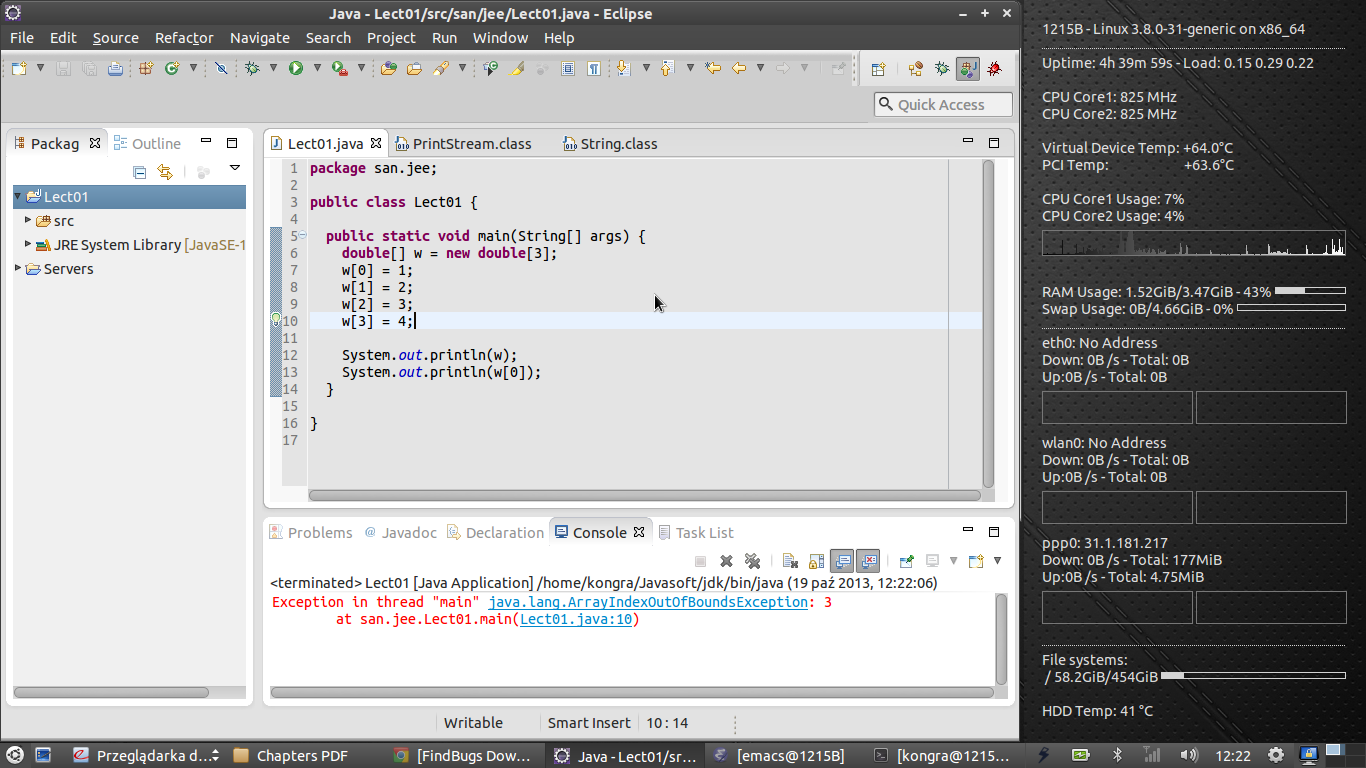 Java - Lect01/src/san/jee/Lect01.java - Eclipse
File Edit Source Refactor Navigate Search Project Run Window Help
Quick Access
Packag
Outline
Lect01
src
JRE System Library [JavaSE-1
Servers
Lect01.java
PrintStream.class
String.class
1 package san.jee;
2
3 public class Lect01 {
4
5 public static void main(String[] args) {
6 double[] w = new double[3];
7 w[0] = 1;
8 w[1] = 2;
9 w[2] = 3;
10 w[3] = 4;
11
12 System.out.println(w);
13 System.out.println(w[0]);
14 }
15
16 }
17
Problems @ Javadoc Declaration Console Task List
<terminated> Lect01 [Java Application] /home/kongra/Javasoft/jdk/bin/java (19 paź 2013, 12:22:06)
Exception in thread "main" java.lang.ArrayIndexOutOfBoundsException: 3
at san.jee.Lect01.main(Lect01.java:10)
Writable Smart Insert 10 : 14
1215B - Linux 3.8.0-31-generic on x86_64
Uptime: 4h 39m 59s - Load: 0.15 0.29 0.22
CPU Core1: 825 MHz
CPU Core2: 825 MHz
Virtual Device Temp: +64.0°C
PCI Temp: +63.6°C
CPU Core1 Usage: 7%
CPU Core2 Usage: 4%
RAM Usage: 1.52GiB/3.47GiB - 43%
Swap Usage: 0B/4.66GiB - 0%
eth0: No Address
Down: 0B /s - Total: 0B
Up:0B /s - Total: 0B
wlan0: No Address
Down: 0B /s - Total: 0B
Up:0B /s - Total: 0B
ppp0: 31.1.181.217
Down: 0B /s - Total: 177MiB
Up:0B /s - Total: 4.75MiB
File systems:
/ 58.2GiB/454GiB
HDD Temp: 41 °C
Przeglądarka d...
Chapters PDF
[FindBugs Dow...
Java - Lect01/sr...
[emacs@1215B]
[kongra@1215...
12:22